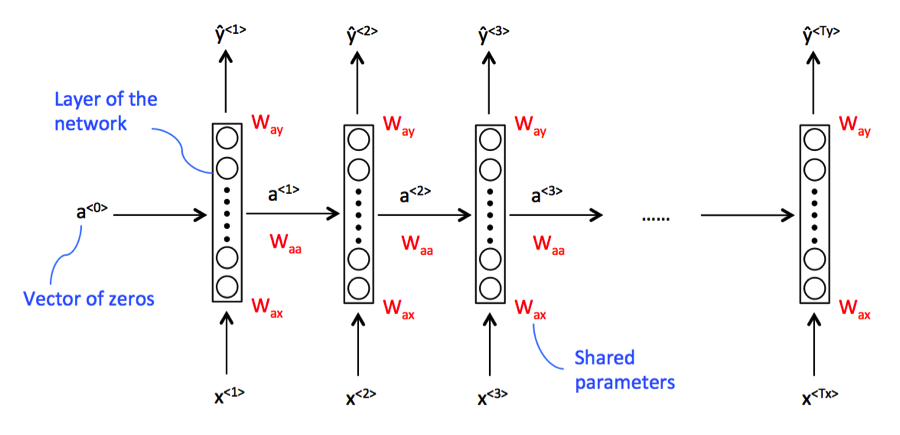 ŷ<1> ŷ<2> ŷ<3> ŷ<Ty>
Layer of the
network
Way Way Way Way
a<0> a<1> a<2> a<3> ......
Waa Waa Waa
Vector of zeros
Wax Wax Wax Wax
Shared
parameters
x<1> x<2> x<3> x<Tx>